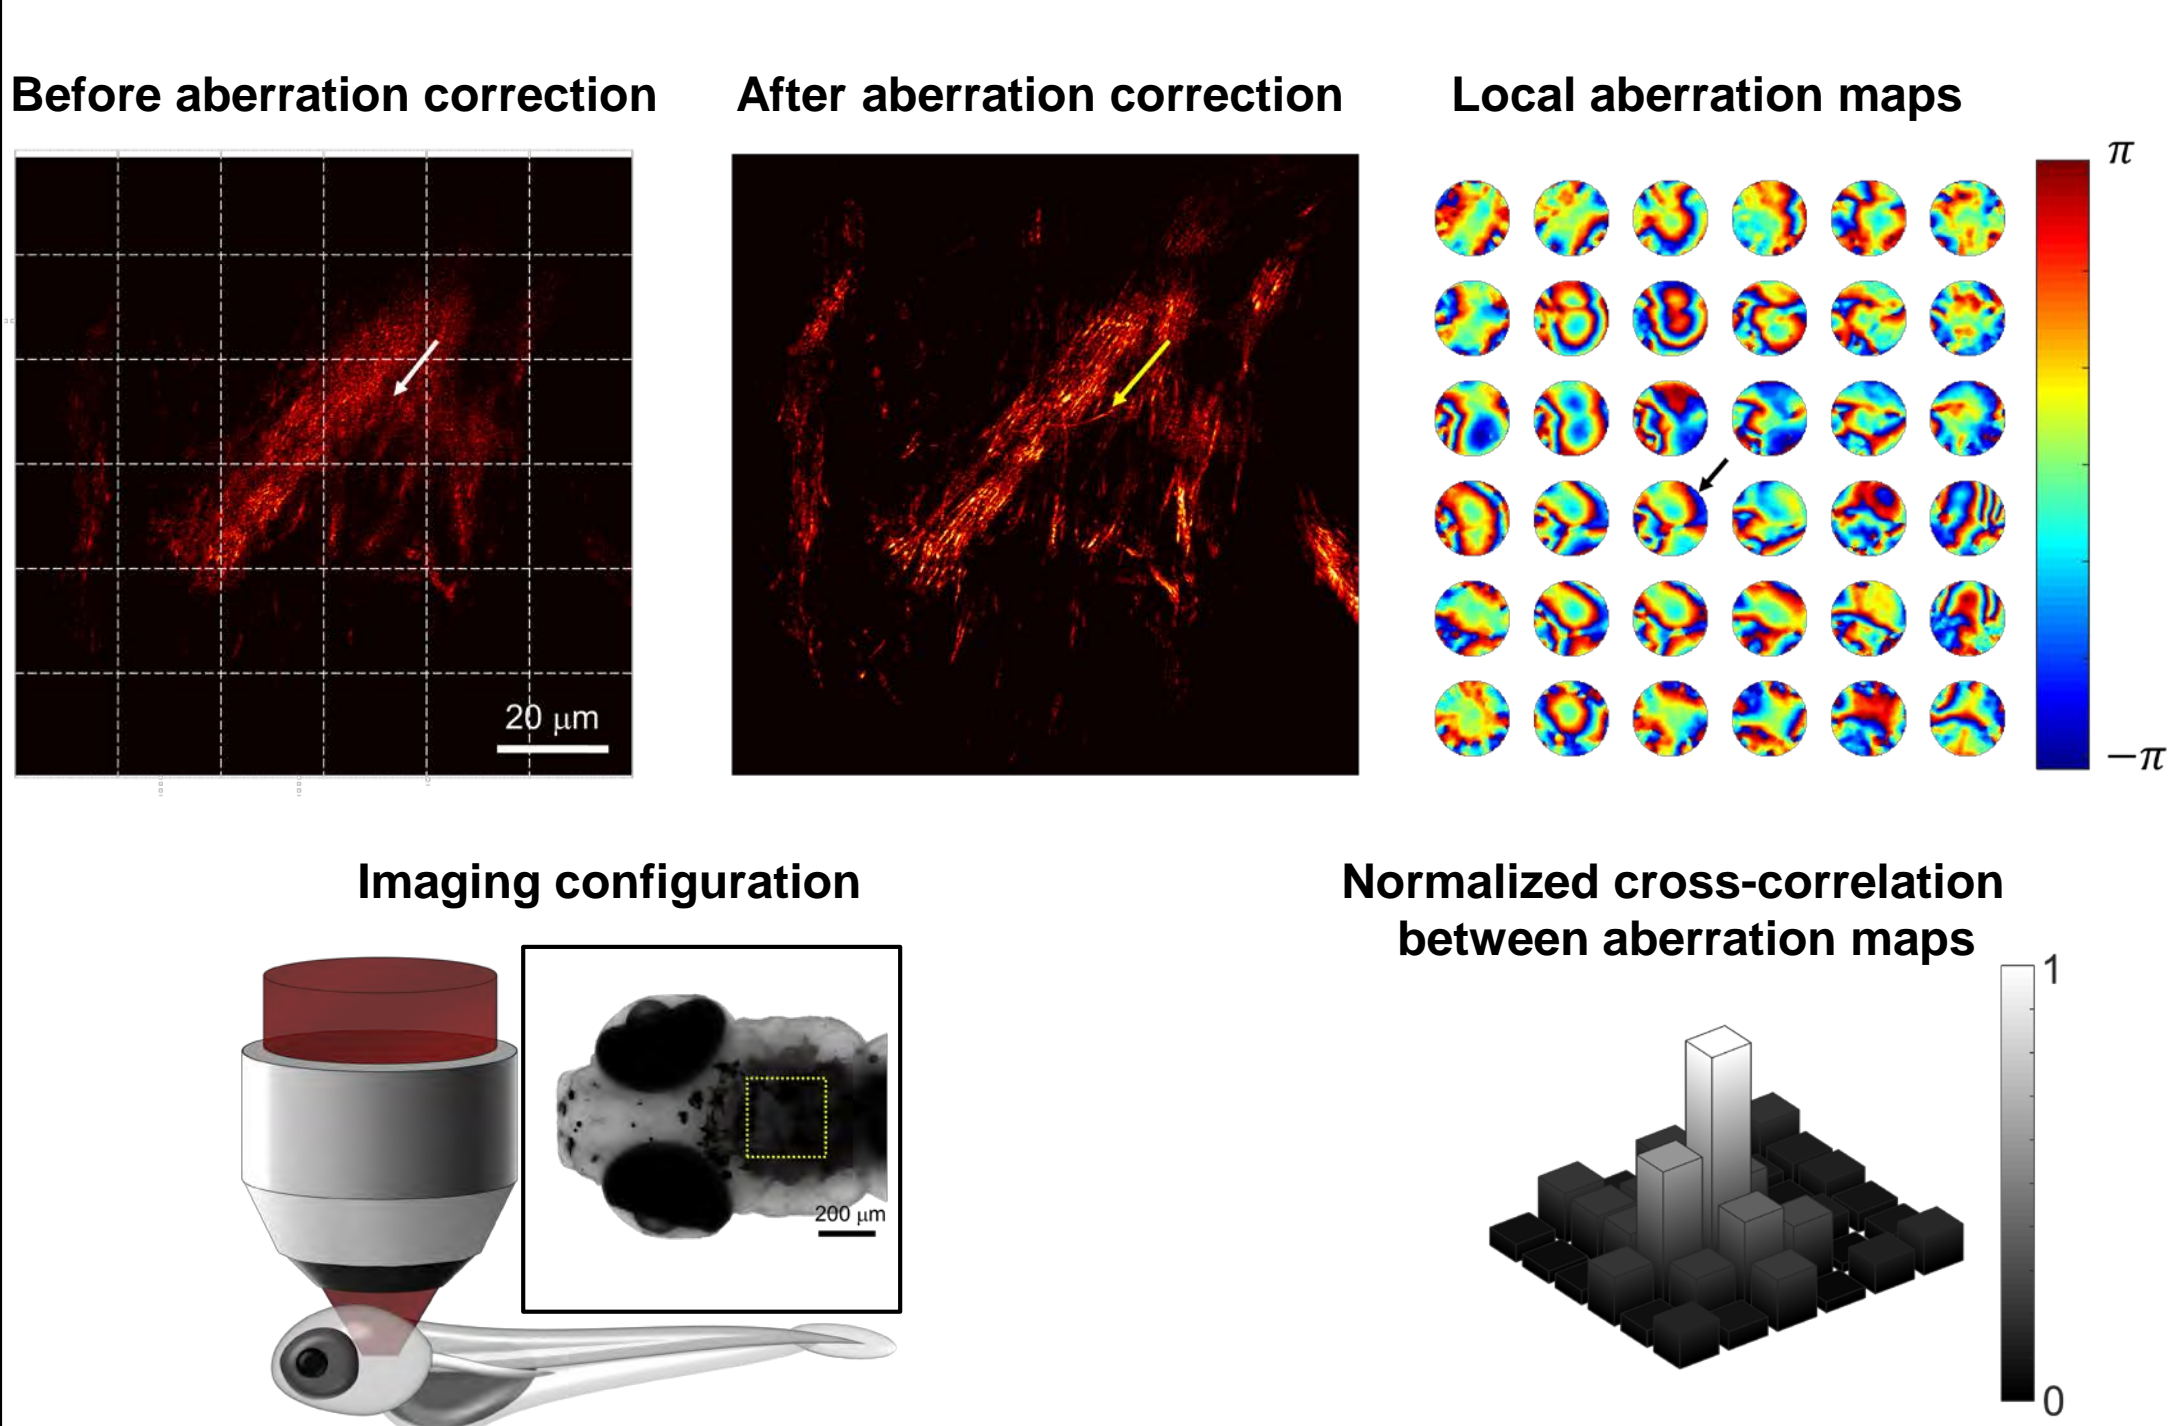 Before aberration correction
After aberration correction
Local aberration maps
π
20 μm
−π
Imaging configuration
Normalized cross-correlation
between aberration maps
1
200 μm
0